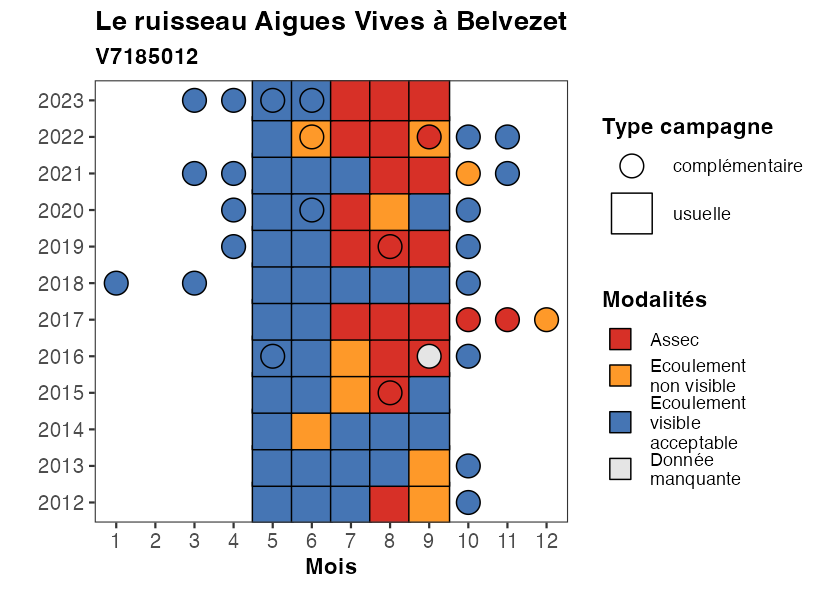 Le ruisseau Aigues Vives à Belvezet
V7185012
2023
2022
2021
2020
2019
2018
2017
2016
2015
2014
2013
2012
1 2 3 4 5 6 7 8 9 10 11 12
Mois
Type campagne
complémentaire
usuelle
Modalités
Assec
Ecoulement
non visible
Ecoulement
visible
acceptable
Donnée
manquante